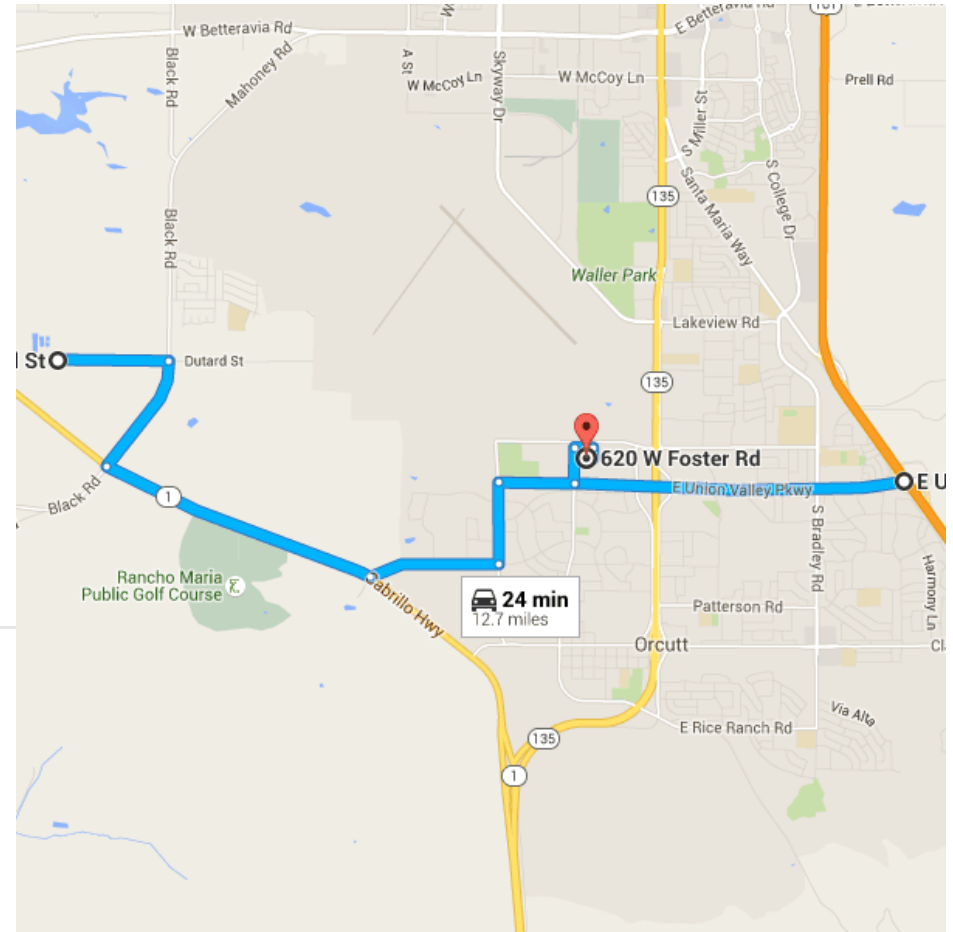 101
W Betteravia Rd
E Betteravia Rd
Black Rd
Mahoney Rd
A St
W McCoy Ln
Skyway Dr
W McCoy Ln
S Miller St
Prell Rd
S College Dr
135
Santa Maria Way
Black Rd
Waller Park
Lakeview Rd
St
Dutard St
135
620 W Foster Rd
E U
E Union Valley Pkwy
Black Rd
1
S Bradley Rd
Rancho Maria
Public Golf Course
Cabrillo Hwy
24 min
12.7 miles
Harmony Ln
Patterson Rd
Orcutt
Cl
Via Alta
E Rice Ranch Rd
135
1